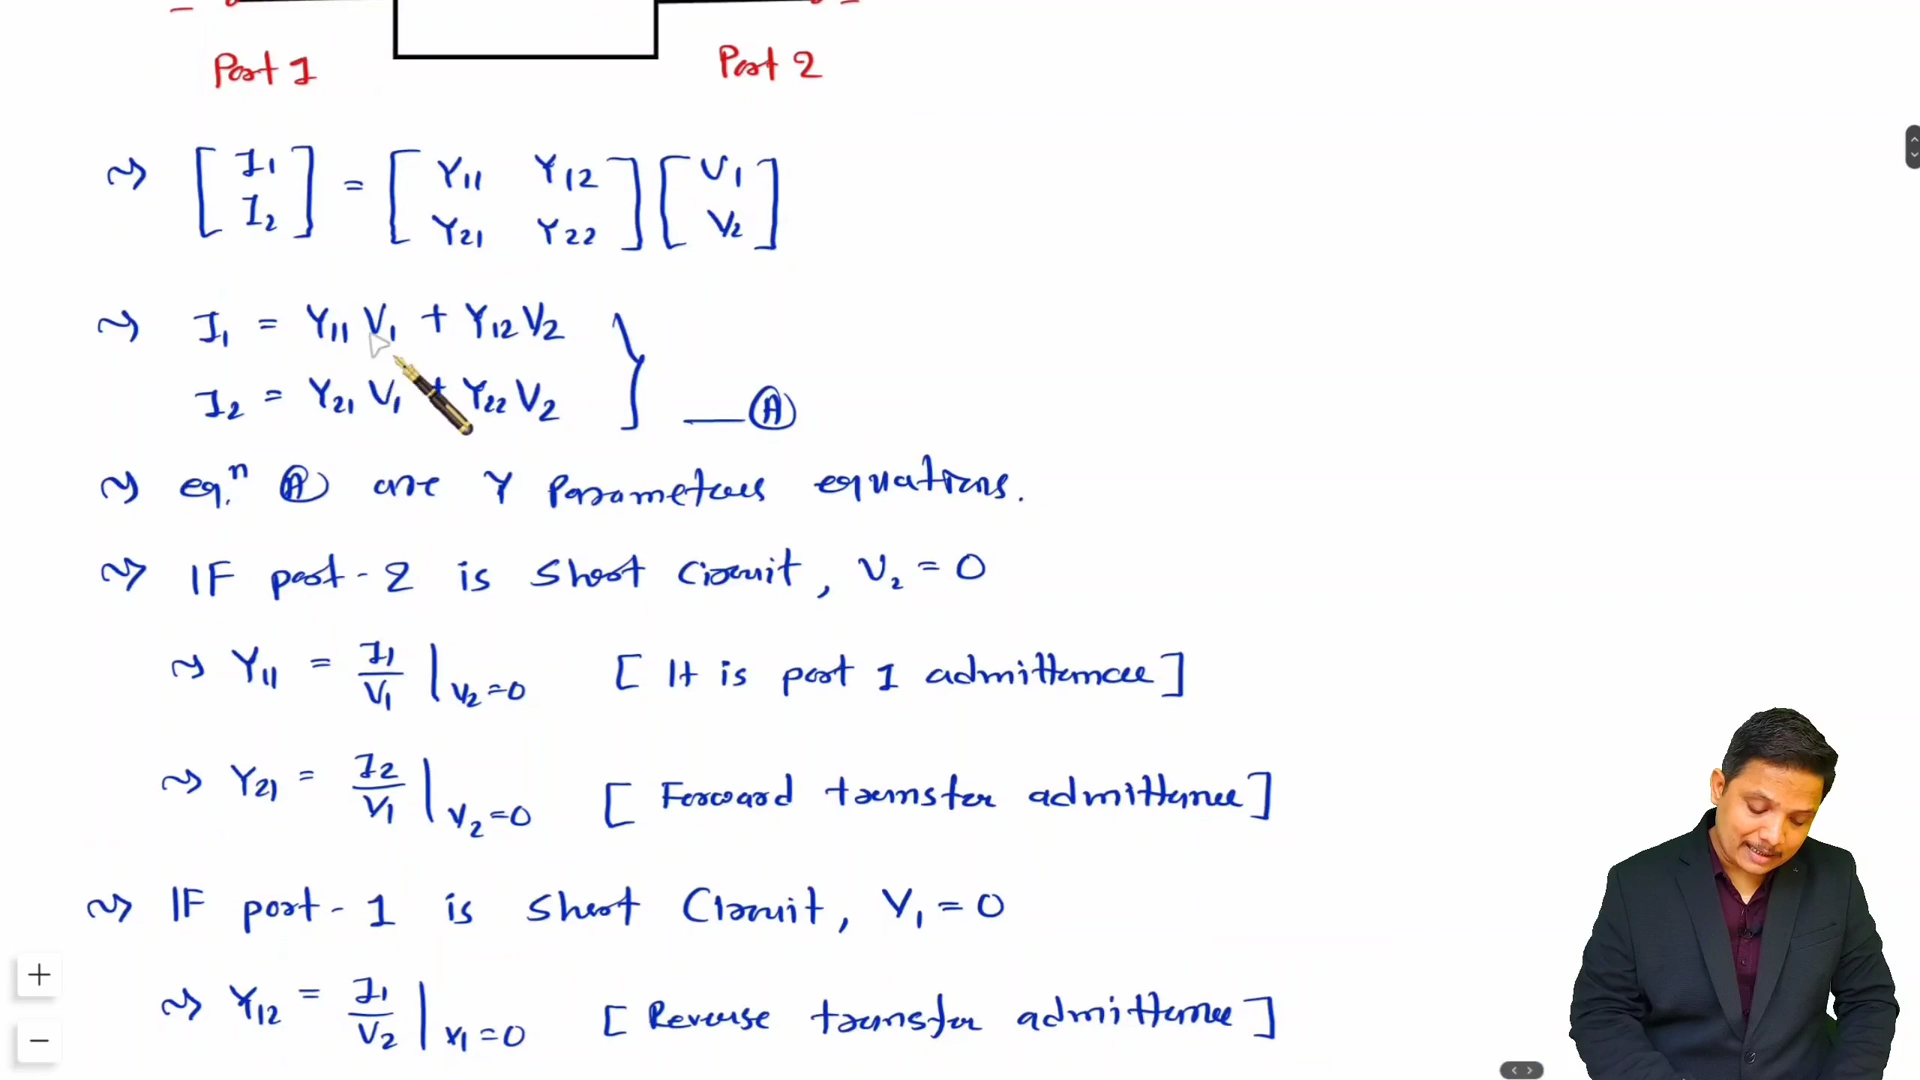 Port 1 Port 2
~> [I1 I2] = [Y11 Y12 Y21 Y22] [V1 V2]
~> I1 = Y11 V1 + Y12 V2
I2 = Y21 V1 + Y22 V2 } — (A)
~> eq.n (A) are Y Parameters equations.
~> IF port - 2 is Short Circuit, V2 = 0
~> Y11 = I1/V1 | V2=0 [ It is port 1 admittance ]
~> Y21 = I2/V1 | V2=0 [ Forward transfer admittance ]
~> IF port - 1 is Short Circuit, V1 = 0
~> Y12 = I1/V2 | V1=0 [ Reverse transfer admittance ]